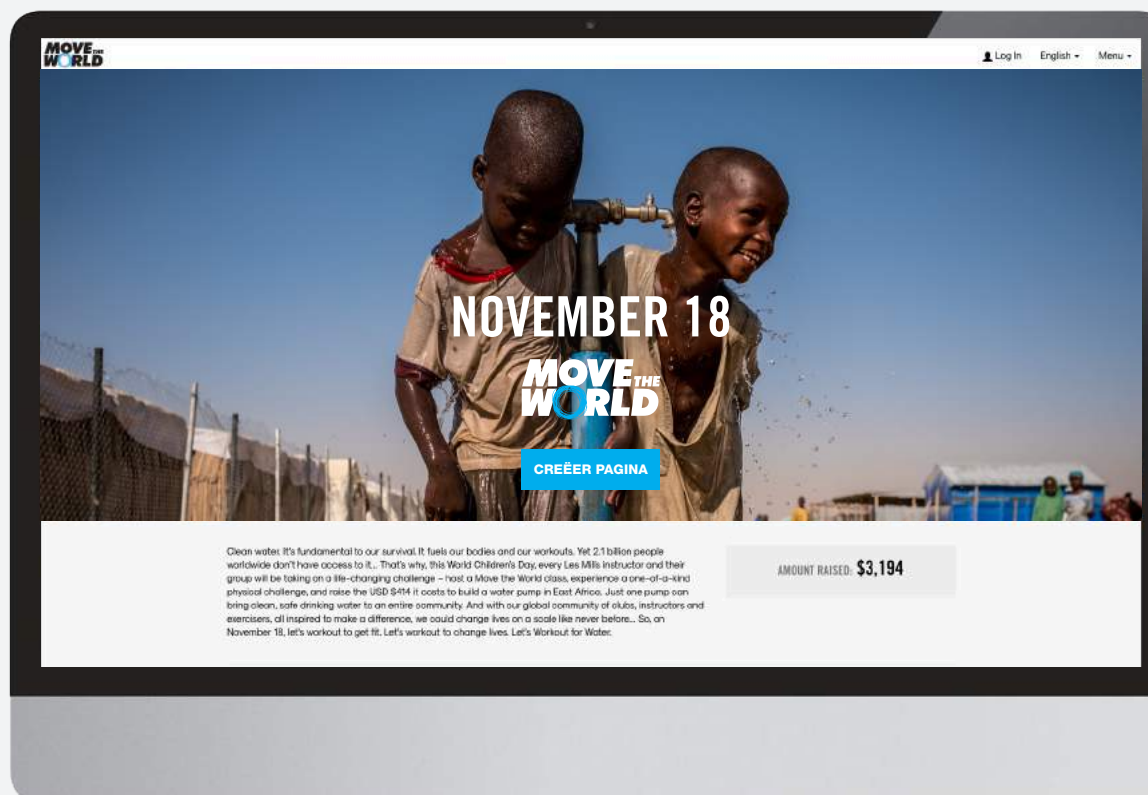 MOVE THE
WORLD
Log In English Menu
NOVEMBER 18
MOVE THE
WORLD
CREËER PAGINA
Clean water. It's fundamental to our survival. It fuels our bodies and our workouts. Yet 2.1 billion people
worldwide don't have access to it... That's why, this World Children's Day, every Les Mills instructor and their
group will be taking on a life-changing challenge – host a Move the World class, experience a one-of-a-kind
physical challenge, and raise the USD $414 it costs to build a water pump in East Africa. Just one pump can
bring clean, safe drinking water to an entire community. And with our global community of clubs, instructors and
exercisers, all inspired to make a difference, we could change lives on a scale like never before... So, on
November 18, let's workout to get fit. Let's workout to change lives. Let's Workout for Water.
AMOUNT RAISED: $3,194